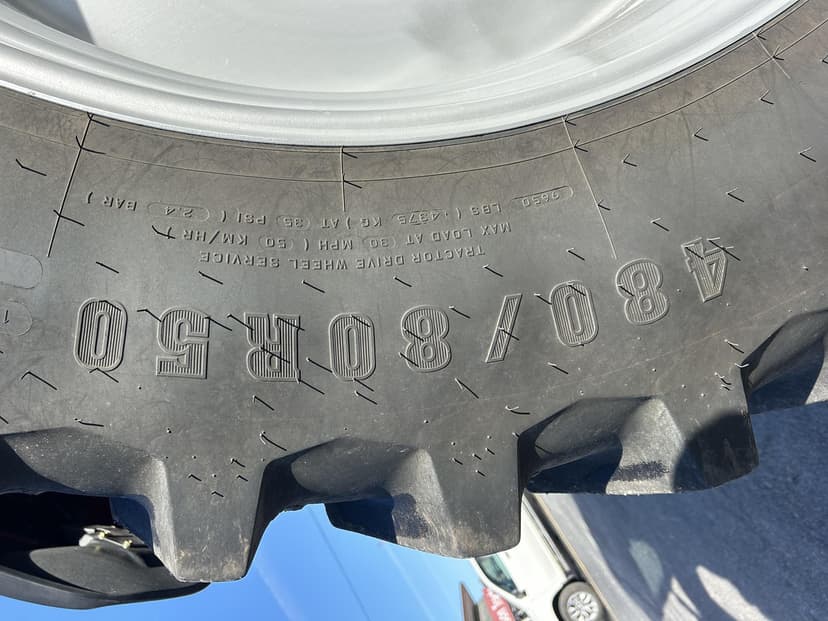 480/80R50
TRACTOR DRIVE WHEEL SERVICE
MAX LOAD AT 30 MPH ( 50 KM/HR )
9650 LBS ( 4375 KG ) AT 35 PSI ( 2.4 BAR )
1